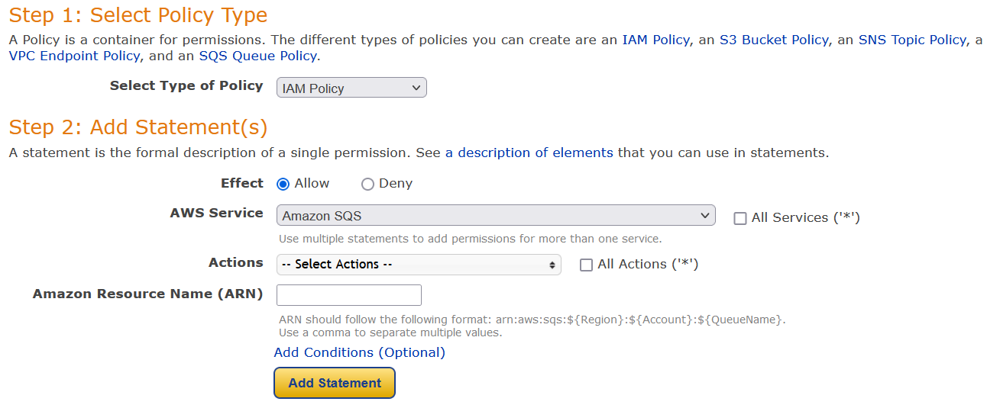 Step 1: Select Policy Type
A Policy is a container for permissions. The different types of policies you can create are an IAM Policy, an S3 Bucket Policy, an SNS Topic Policy, a
VPC Endpoint Policy, and an SQS Queue Policy.
Select Type of Policy IAM Policy
Step 2: Add Statement(s)
A statement is the formal description of a single permission. See a description of elements that you can use in statements.
Effect Allow Deny
AWS Service Amazon SQS All Services ('*')
Use multiple statements to add permissions for more than one service.
Actions -- Select Actions -- All Actions ('*')
Amazon Resource Name (ARN)
ARN should follow the following format: arn:aws:sqs:${Region}:${Account}:${QueueName}.
Use a comma to separate multiple values.
Add Conditions (Optional)
Add Statement